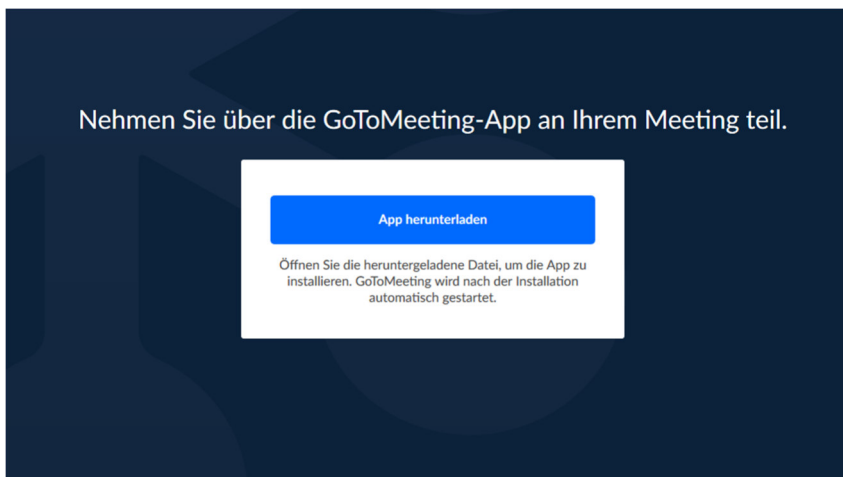 Nehmen Sie über die GoToMeeting-App an Ihrem Meeting teil.
App herunterladen
Öffnen Sie die heruntergeladene Datei, um die App zu
installieren. GoToMeeting wird nach der Installation
automatisch gestartet.